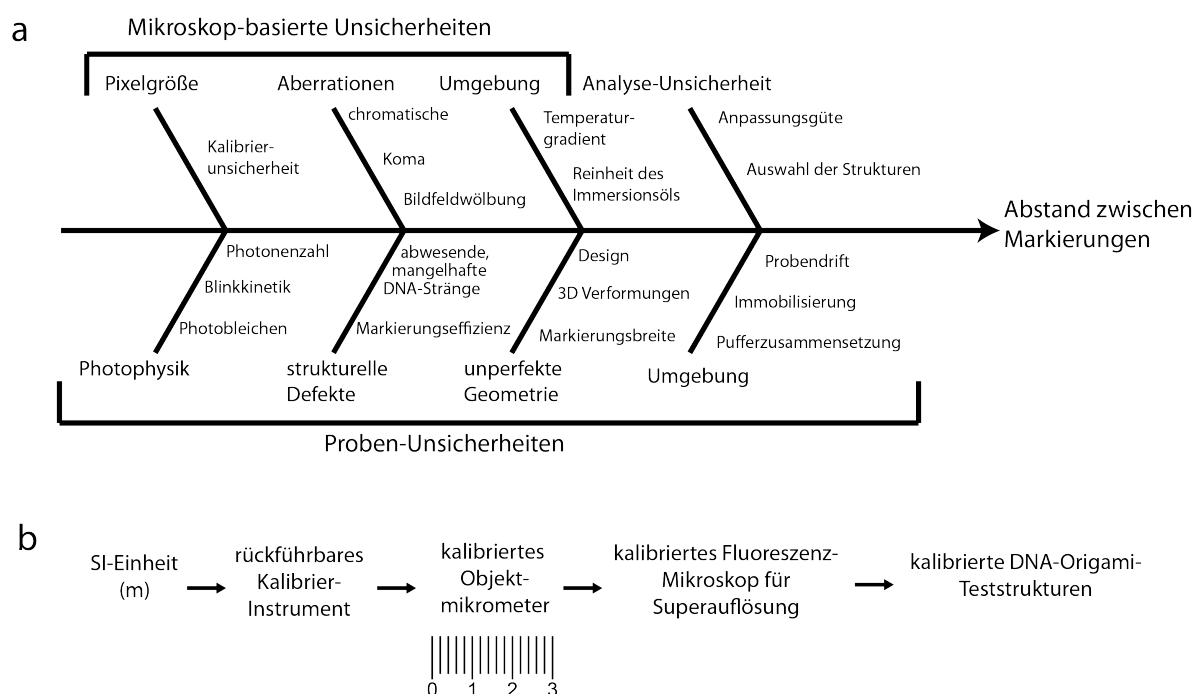 a
Mikroskop-basierte Unsicherheiten
Pixelgröße
Aberrationen
Umgebung
Analyse-Unsicherheit
Kalibrier-
unsicherheit
chromatische
Koma
Bildfeldwölbung
Temperatur-
gradient
Reinheit des
Immersionsöls
Anpassungsgüte
Auswahl der Strukturen
Abstand zwischen
Markierungen
Photonenzahl
Blinkkinetik
Photobleichen
Photophysik
abwesende,
mangelhafte
DNA-Stränge
Markierungseffizienz
strukturelle
Defekte
Design
3D Verformungen
Markierungsbreite
unperfekte
Geometrie
Probendrift
Immobilisierung
Pufferzusammensetzung
Umgebung
Proben-Unsicherheiten
b
SI-Einheit
(m)
rückführbares
Kalibrier-
Instrument
kalibriertes
Objekt-
mikrometer
0 1 2 3
kalibriertes Fluoreszenz-
Mikroskop für
Superauflösung
kalibrierte DNA-Origami-
Teststrukturen